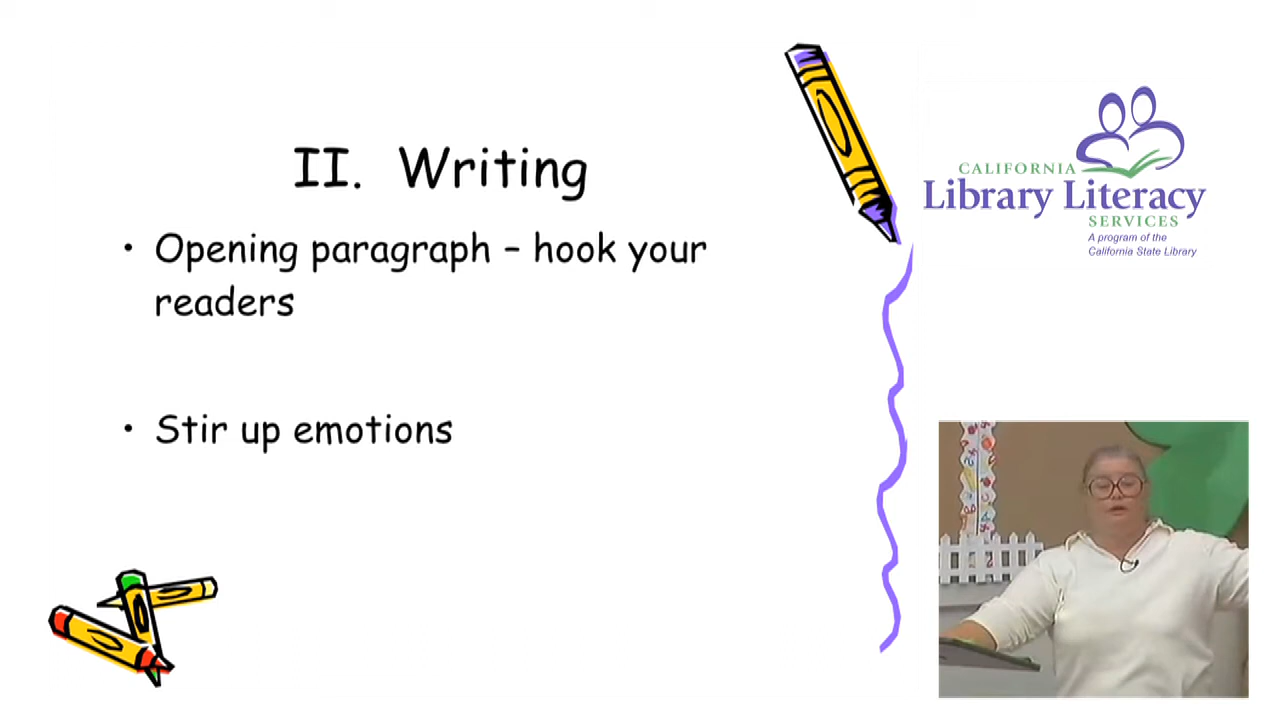 II. Writing
• Opening paragraph – hook your
readers
• Stir up emotions
CALIFORNIA
Library Literacy
SERVICES
A program of the
California State Library